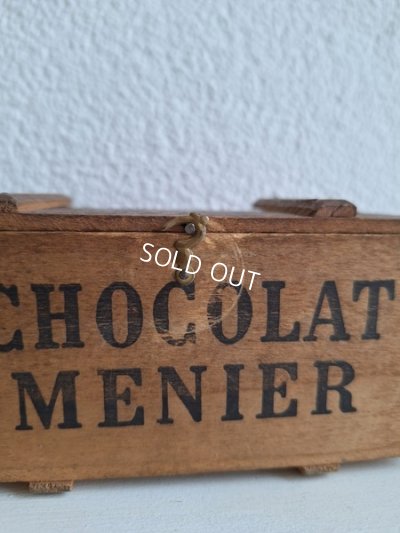 SOLD OUT
CHOCOLAT
MENIER